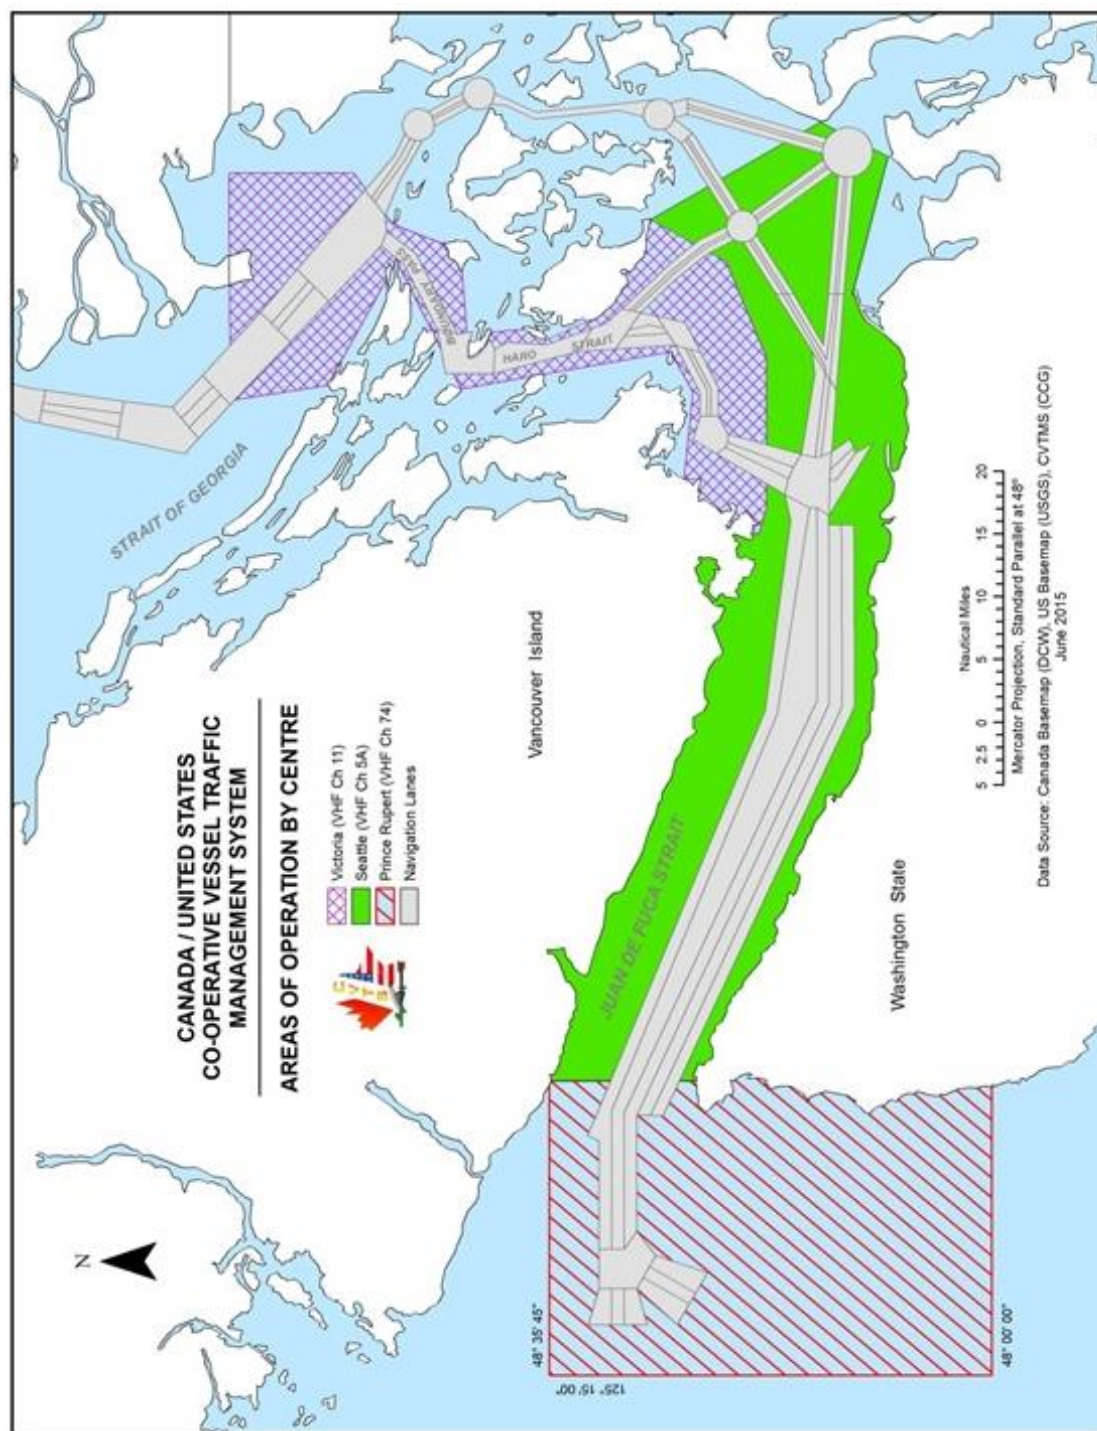 CANADA / UNITED STATES
CO-OPERATIVE VESSEL TRAFFIC
MANAGEMENT SYSTEM
AREAS OF OPERATION BY CENTRE
C
V
T
S
Victoria (VHF Ch 11)
Seattle (VHF Ch 5A)
Prince Rupert (VHF Ch 74)
Navigation Lanes
N
STRAIT OF GEORGIA
BOUNDARY PASS
HARO STRAIT
Vancouver Island
JUAN DE FUCA STRAIT
Washington State
48° 35' 45"
125° 15' 00"
48° 00' 00"
Nautical Miles
5 2.5 0 5 10 15 20
Mercator Projection, Standard Parallel at 48°
Data Source: Canada Basemap (DCW), US Basemap (USGS), CVTMS (CCG)
June 2015